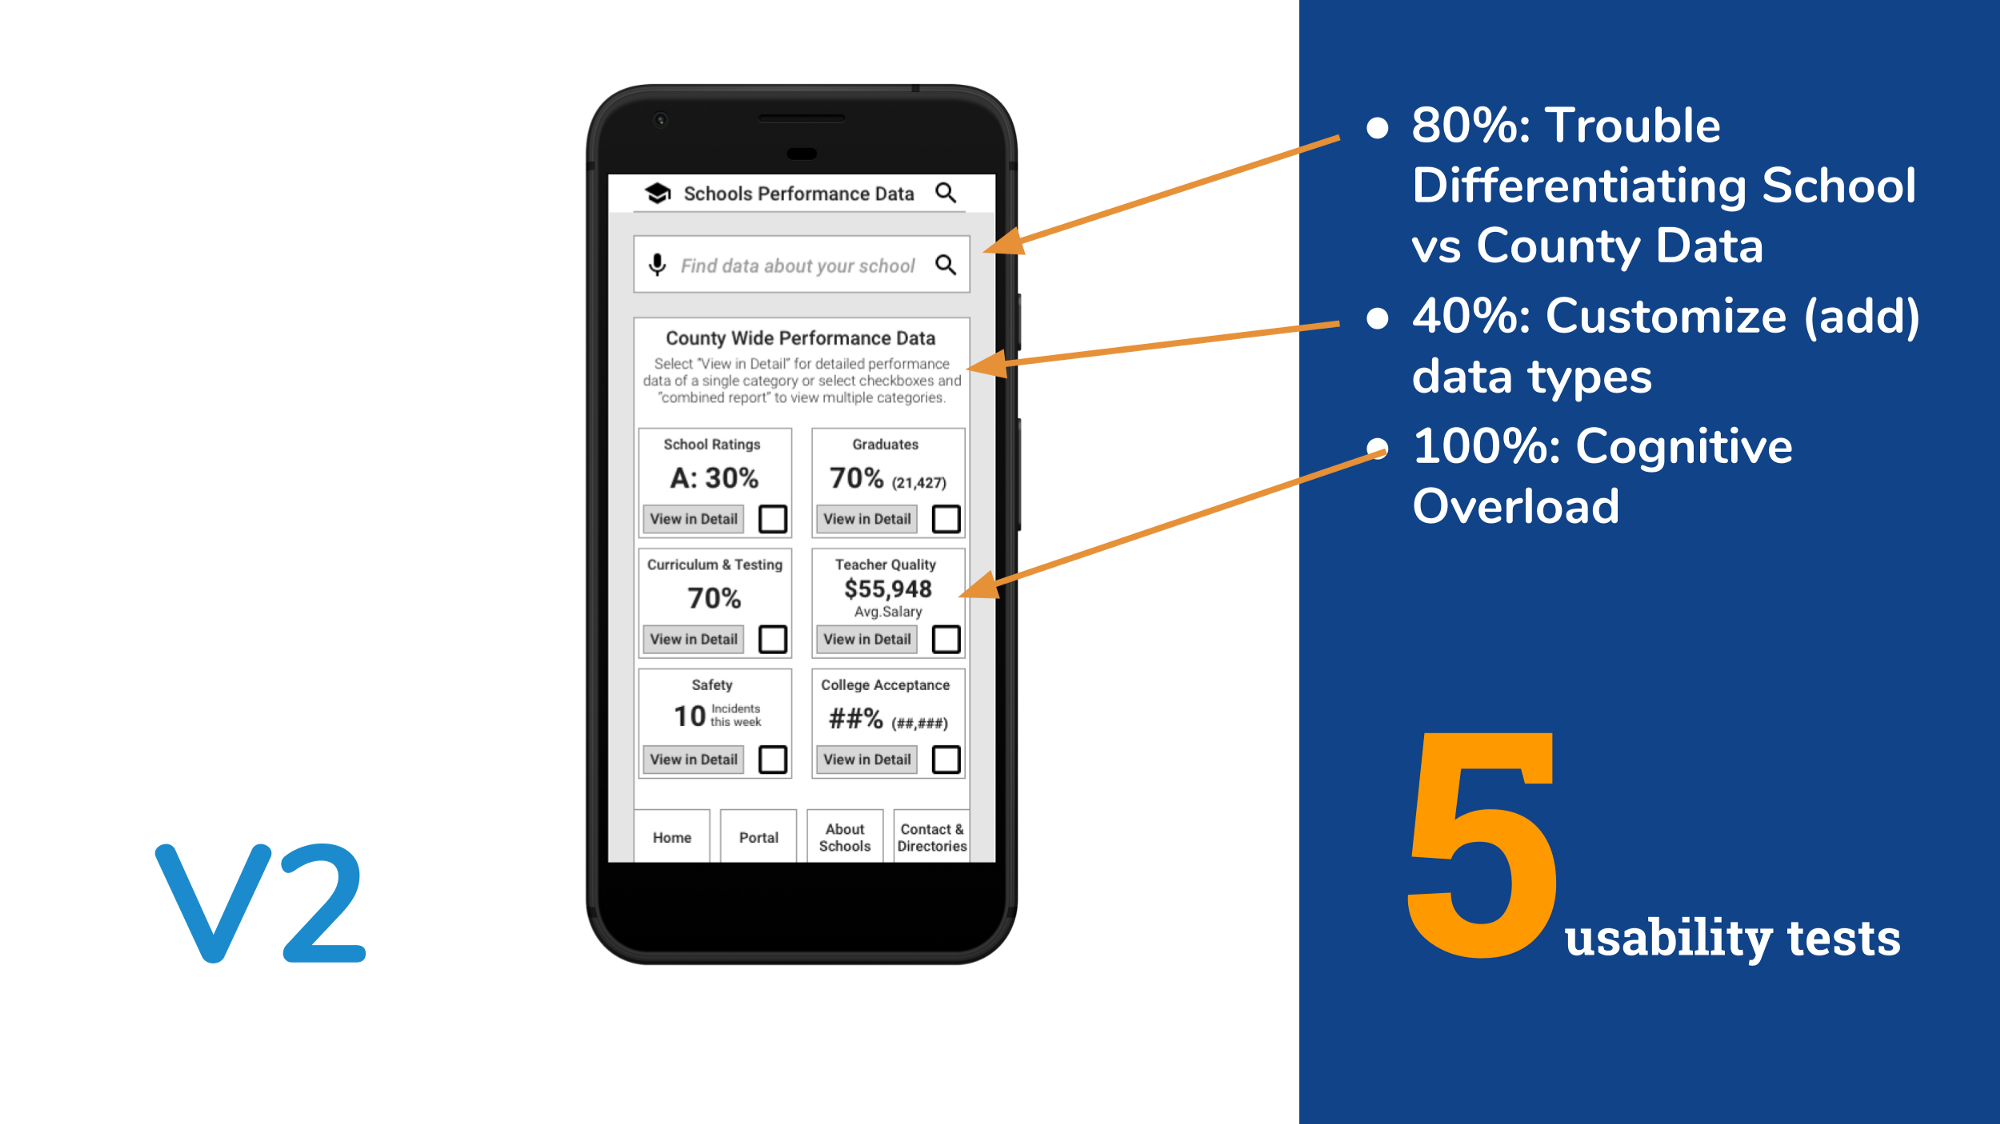 Schools Performance Data
Find data about your school
County Wide Performance Data
Select "View in Detail" for detailed performance
data of a single category or select checkboxes and
"combined report" to view multiple categories.
School Ratings
A: 30%
View in Detail
Graduates
70% (21,427)
View in Detail
Curriculum & Testing
70%
View in Detail
Teacher Quality
$55,948
Avg.Salary
View in Detail
Safety
10 Incidents
this week
View in Detail
College Acceptance
##% (##,###)
View in Detail
Home
Portal
About
Schools
Contact &
Directories
V2
● 80%: Trouble
Differentiating School
vs County Data
● 40%: Customize (add)
data types
● 100%: Cognitive
Overload
5 usability tests